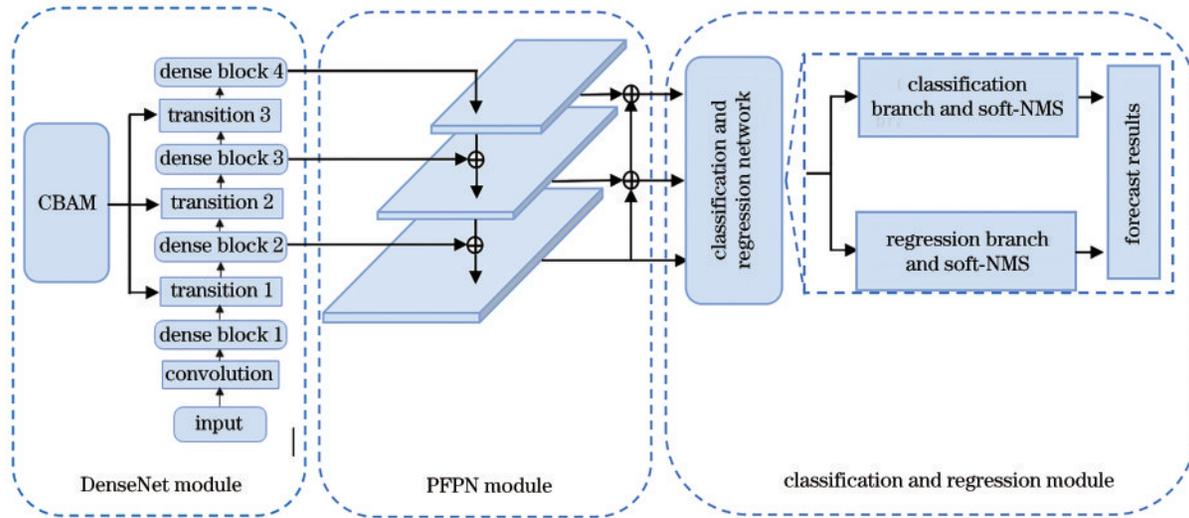 dense block 4
transition 3
dense block 3
CBAM
transition 2
dense block 2
transition 1
dense block 1
convolution
input
DenseNet module
PFPN module
classification and
regression network
classification
branch and soft-NMS
regression branch
and soft-NMS
forecast results
classification and regression module